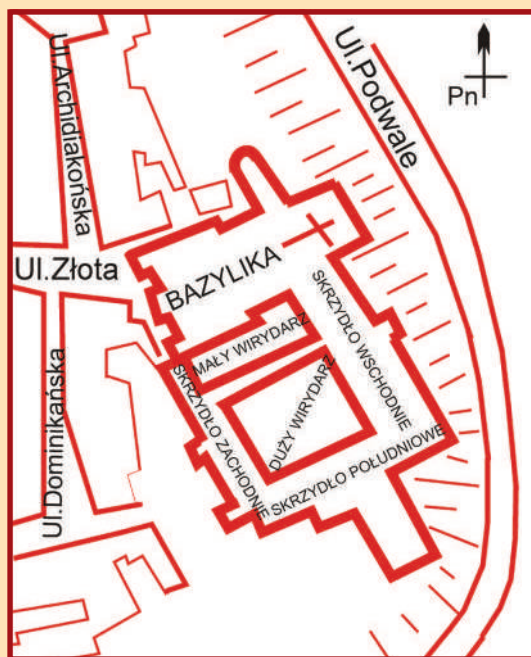 Ul.Archidiakońska
Ul.Podwale
Pn
Ul.Złota
BAZYLIKA
SKRZYDŁO WSCHODNIE
MAŁY WIRYDARZ
SKRZYDŁO ZACHODNIE
DUŻY WIRYDARZ
Ul.Dominikańska
SKRZYDŁO POŁUDNIOWE